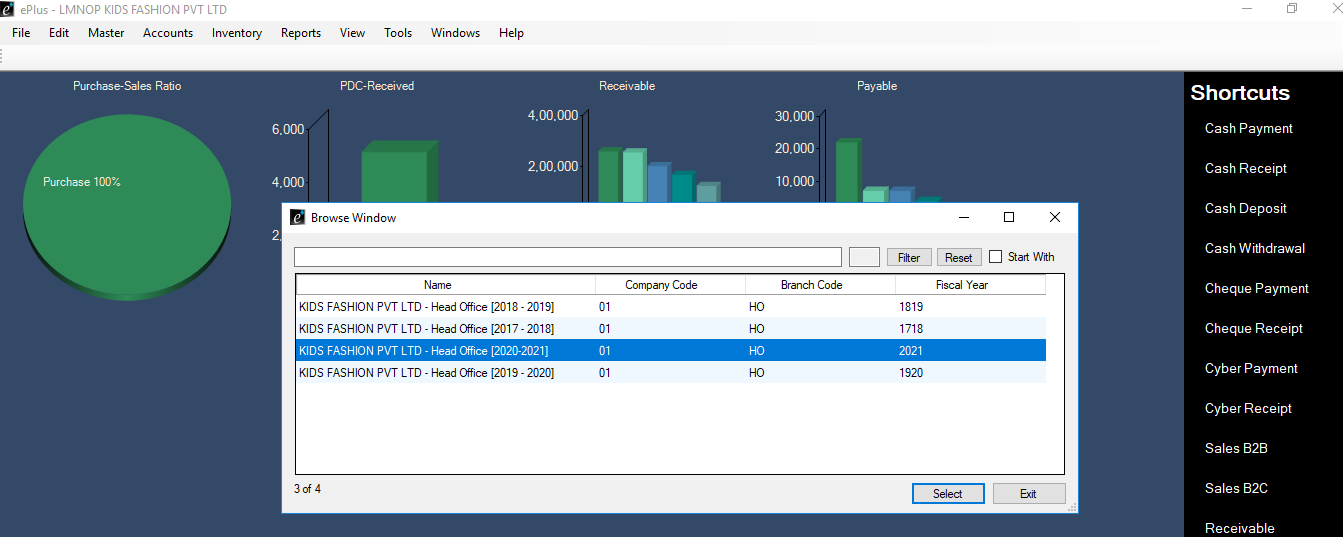 ePlus - LMNOP KIDS FASHION PVT LTD
File Edit Master Accounts Inventory Reports View Tools Windows Help
Purchase-Sales Ratio
Purchase 100%
PDC-Received
6,000
4,000
2,
Receivable
4,00,000
2,00,000
Payable
30,000
20,000
10,000
Browse Window
Filter Reset Start With
Name Company Code Branch Code Fiscal Year
KIDS FASHION PVT LTD - Head Office [2018 - 2019] 01 HO 1819
KIDS FASHION PVT LTD - Head Office [2017 - 2018] 01 HO 1718
KIDS FASHION PVT LTD - Head Office [2020-2021] 01 HO 2021
KIDS FASHION PVT LTD - Head Office [2019 - 2020] 01 HO 1920
3 of 4
Select Exit
Shortcuts
Cash Payment
Cash Receipt
Cash Deposit
Cash Withdrawal
Cheque Payment
Cheque Receipt
Cyber Payment
Cyber Receipt
Sales B2B
Sales B2C
Receivable